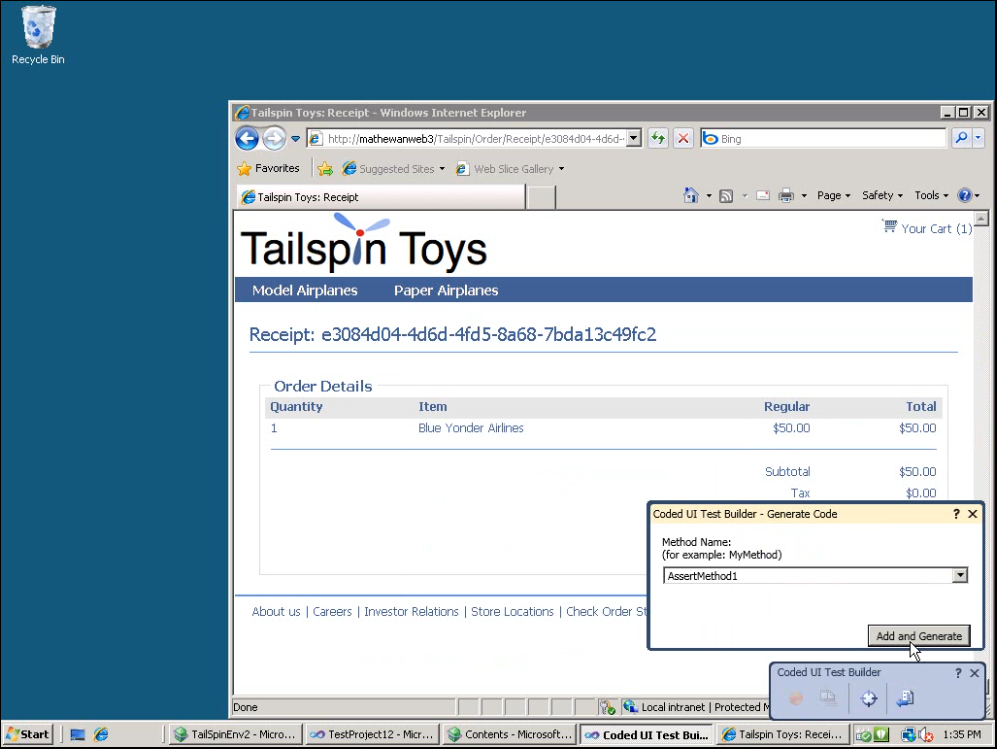 Recycle Bin
Tailspin Toys: Receipt - Windows Internet Explorer
http://mathewanweb3/Tailspin/Order/Receipt/e3084d04-4d6d-
Bing
Favorites
Suggested Sites
Web Slice Gallery
Tailspin Toys: Receipt
Page
Safety
Tools
Tailspin Toys
Your Cart (1)
Model Airplanes Paper Airplanes
Receipt: e3084d04-4d6d-4fd5-8a68-7bda13c49fc2
Order Details
Quantity Item Regular Total
1 Blue Yonder Airlines $50.00 $50.00
Subtotal $50.00
Tax $0.00
Coded UI Test Builder - Generate Code ?
Method Name:
(for example: MyMethod)
AssertMethod1
Add and Generate
About us | Careers | Investor Relations | Store Locations | Check Order St
Coded UI Test Builder ?
Done
Local intranet | Protected M
Start
TailSpinEnv2 - Micro...
TestProject12 - Micr...
Contents - Microsoft...
Coded UI Test Bui...
Tailspin Toys: Recei...
1:35 PM